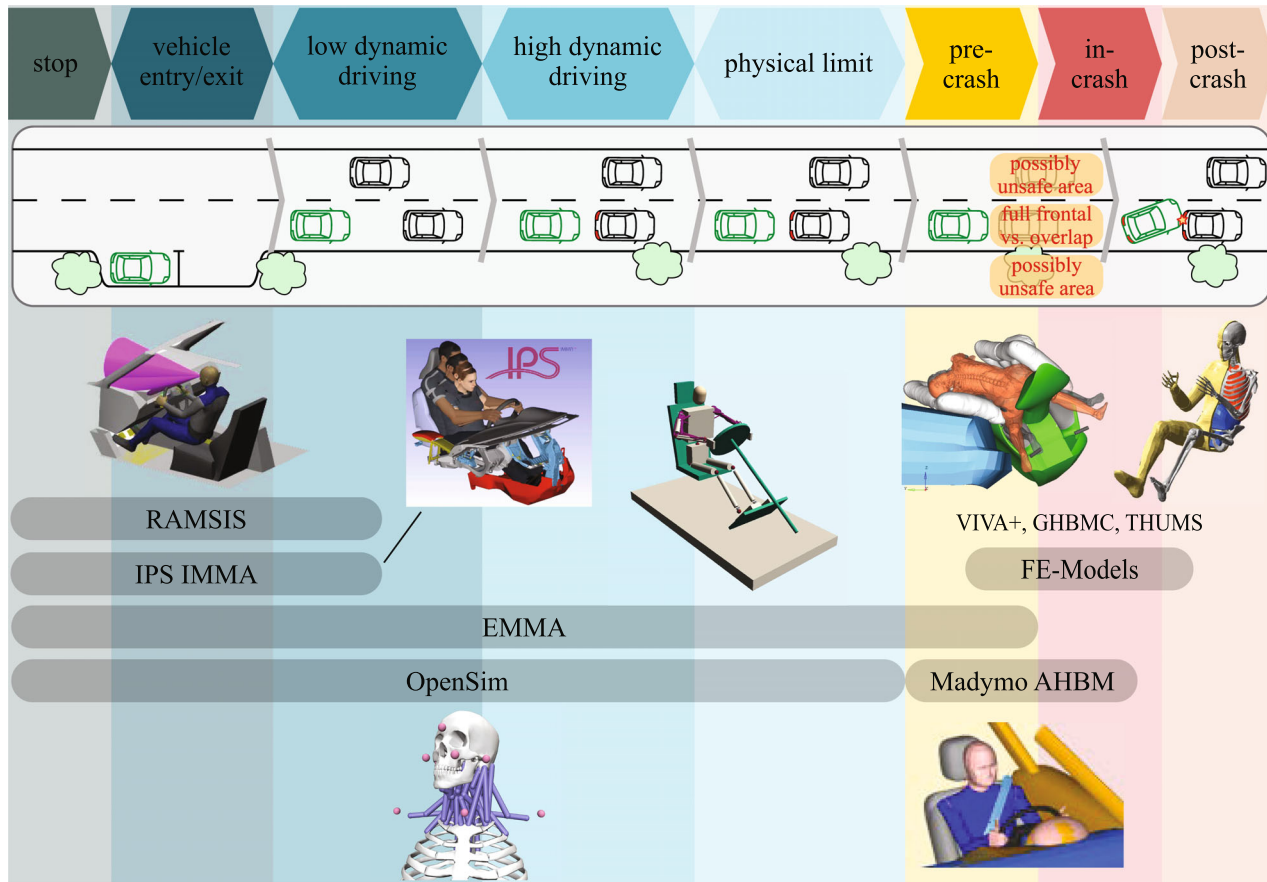 stop
vehicle
entry/exit
low dynamic
driving
high dynamic
driving
physical limit
pre-
crash
in-
crash
post-
crash
possibly
unsafe area
full frontal
vs. overlap
possibly
unsafe area
IPS
RAMSIS
VIVA+, GHBMC, THUMS
IPS IMMA
FE-Models
EMMA
OpenSim
Madymo AHBM